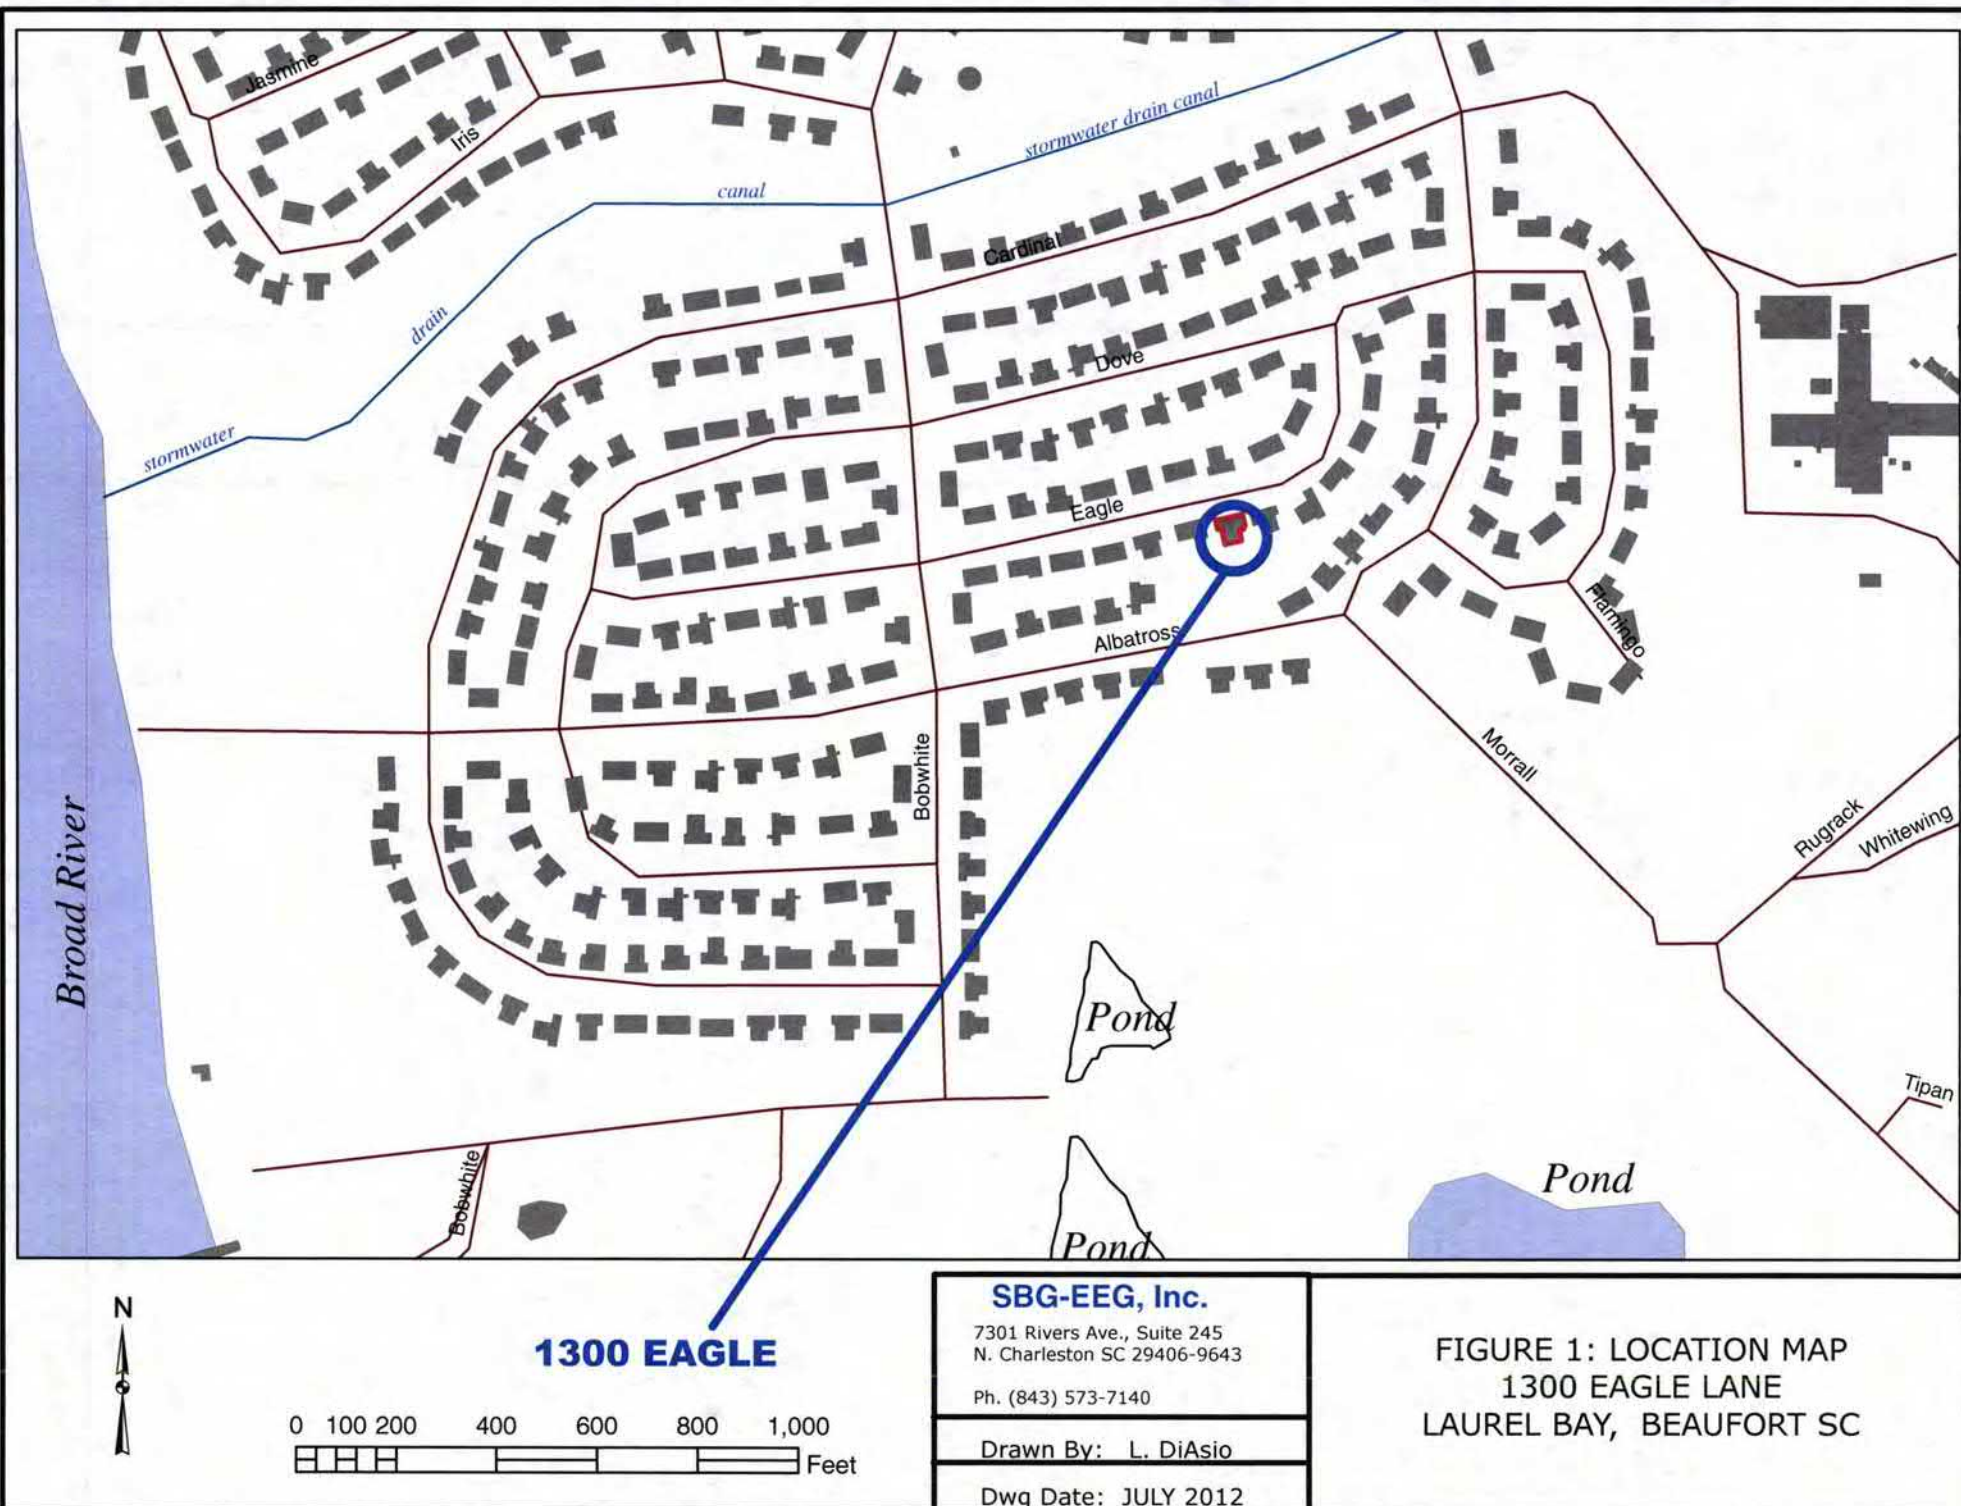 Jasmine
Iris
stormwater drain canal
canal
Cardinal
drain
Dove
stormwater
Eagle
Flamingo
Albatross
Bobwhite
Morrall
Rugrack
Whitewing
Broad River
Pond
Tipan
Bobwhite
Pond
Pond
N
1300 EAGLE
0 100 200 400 600 800 1,000
Feet
SBG-EEG, Inc.
7301 Rivers Ave., Suite 245
N. Charleston SC 29406-9643
Ph. (843) 573-7140
Drawn By: L. DiAsio
Dwg Date: JULY 2012
FIGURE 1: LOCATION MAP
1300 EAGLE LANE
LAUREL BAY, BEAUFORT SC